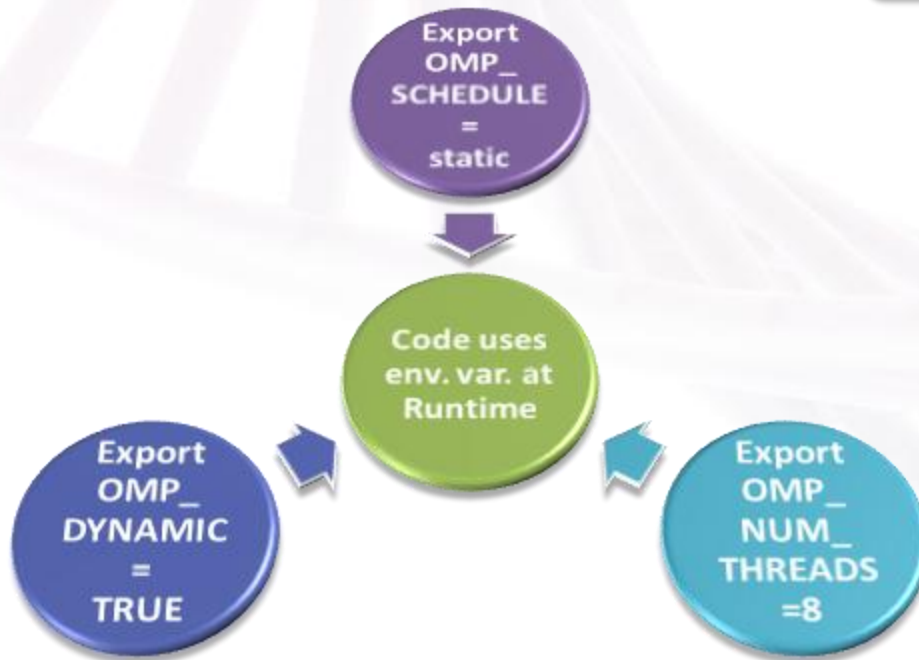 Export
OMP_
SCHEDULE
=
static
Code uses
env. var. at
Runtime
Export
OMP_
DYNAMIC
=
TRUE
Export
OMP_
NUM_
THREADS
=8